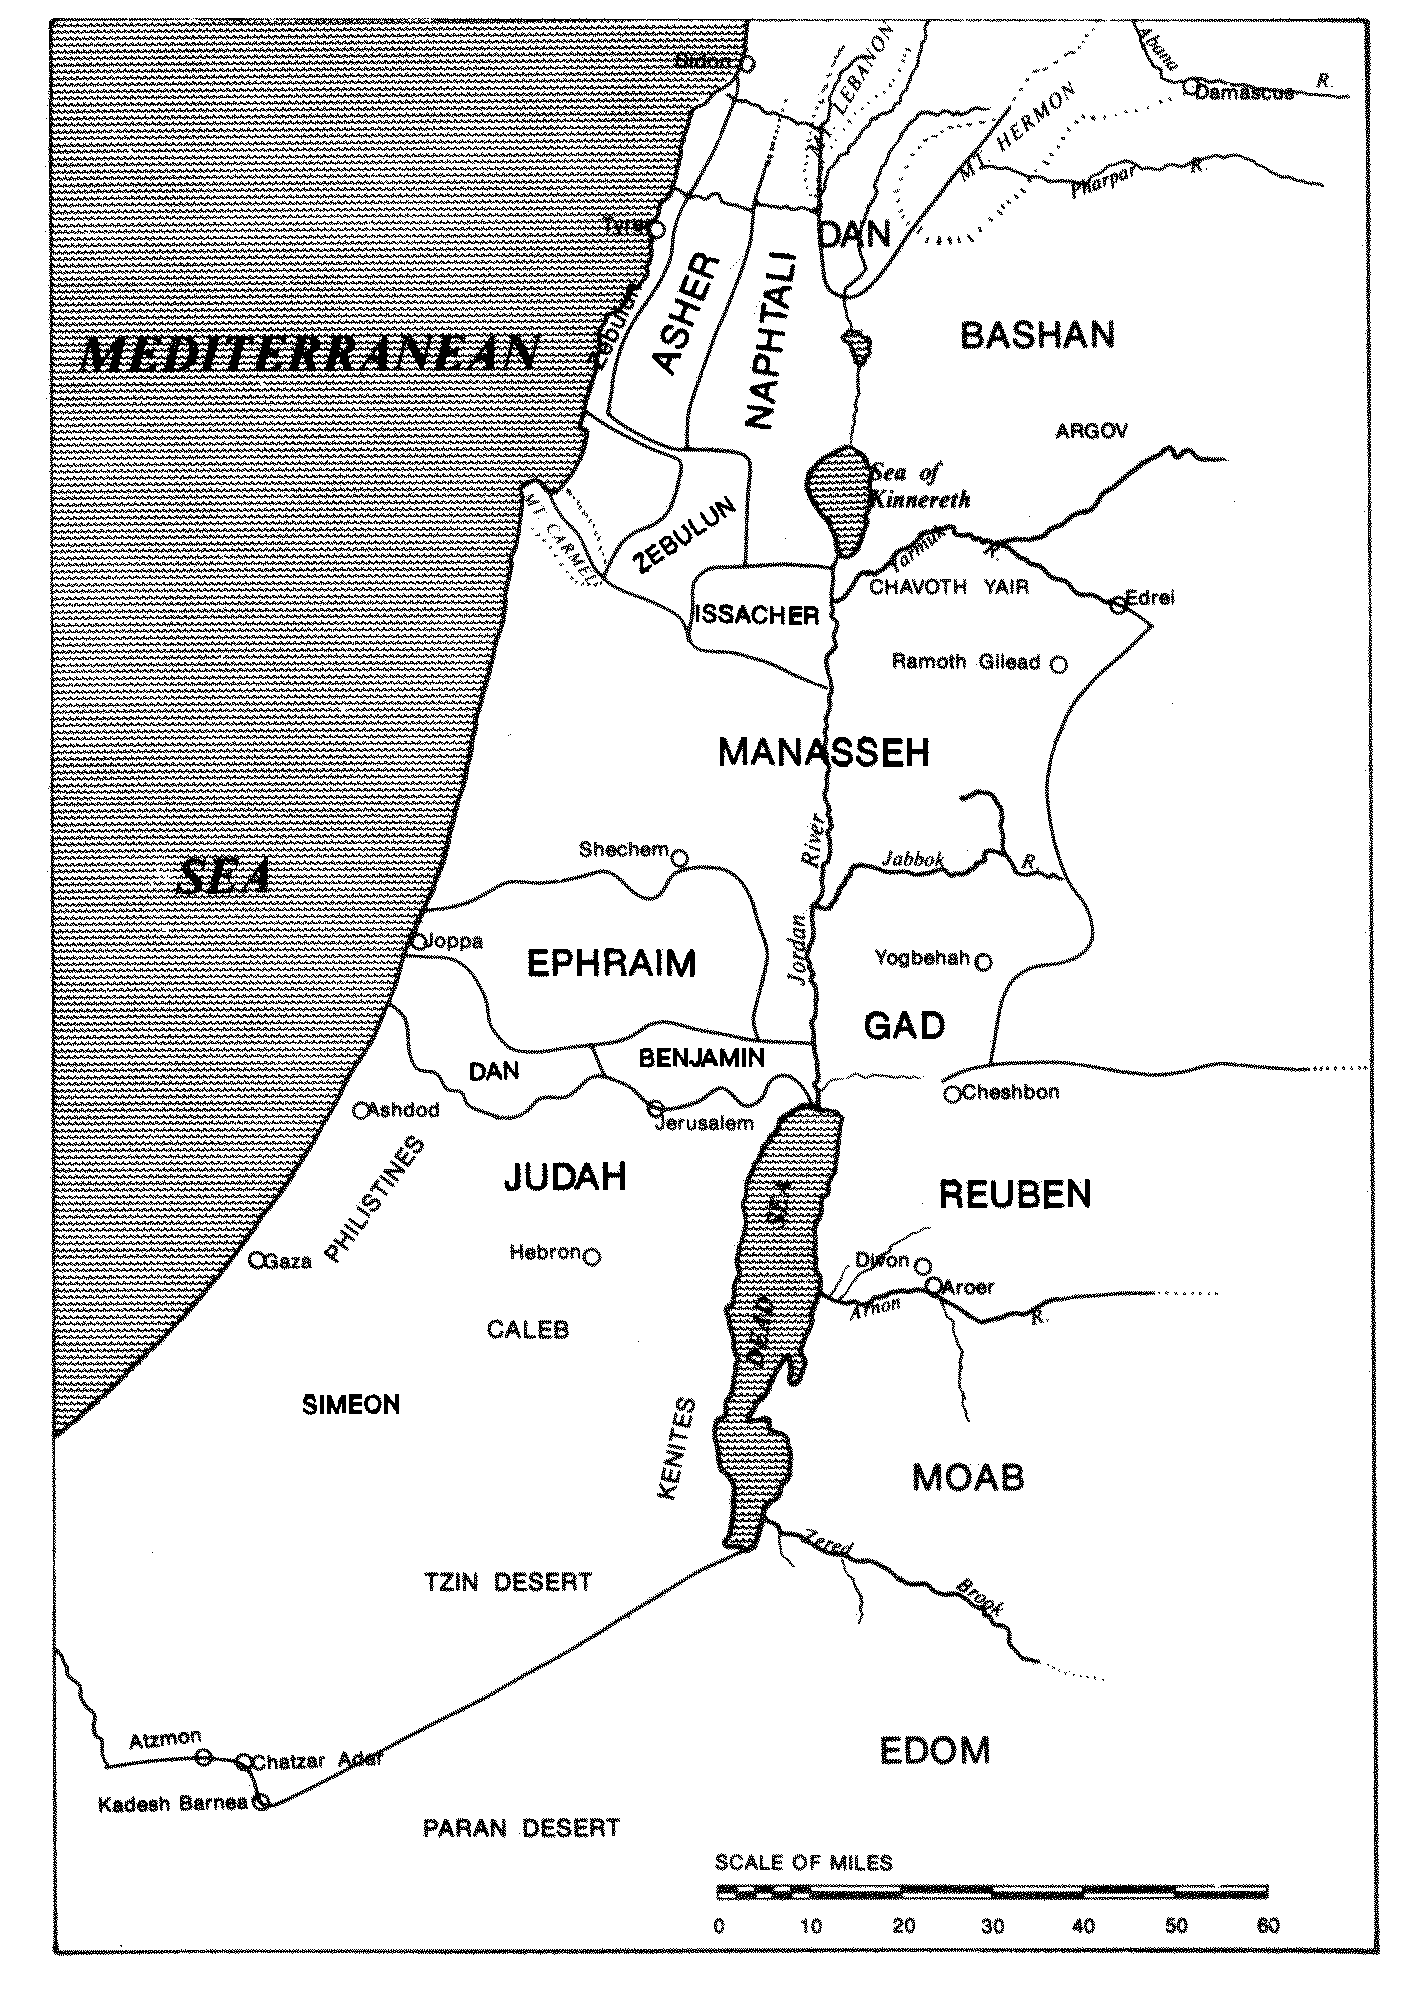 Sidon
MT. LEBANON
Abana
R.
Damascus
MT. HERMON
Pharpar
R.
Tyre
DAN
ASHER
NAPHTALI
Zebulun
MEDITERRANEAN
BASHAN
ARGOV
Sea of
Kinnereth
MT. CARMEL
ZEBULUN
Yarmuk
R.
CHAVOTH YAIR
Edrei
ISSACHER
Ramoth Gilead
MANASSEH
River
Shechem
Jabbok
R.
SEA
Joppa
EPHRAIM
Jordan
Yogbehah
GAD
DAN
BENJAMIN
Cheshbon
Ashdod
Jerusalem
PHILISTINES
JUDAH
DEAD SEA
REUBEN
Gaza
Hebron
Divon
Aroer
Arnon
R.
CALEB
SIMEON
KENITES
MOAB
Zered
Brook
TZIN DESERT
Atzmon
Chatzar Adar
Kadesh Barnea
EDOM
PARAN DESERT
SCALE OF MILES
0 10 20 30 40 50 60